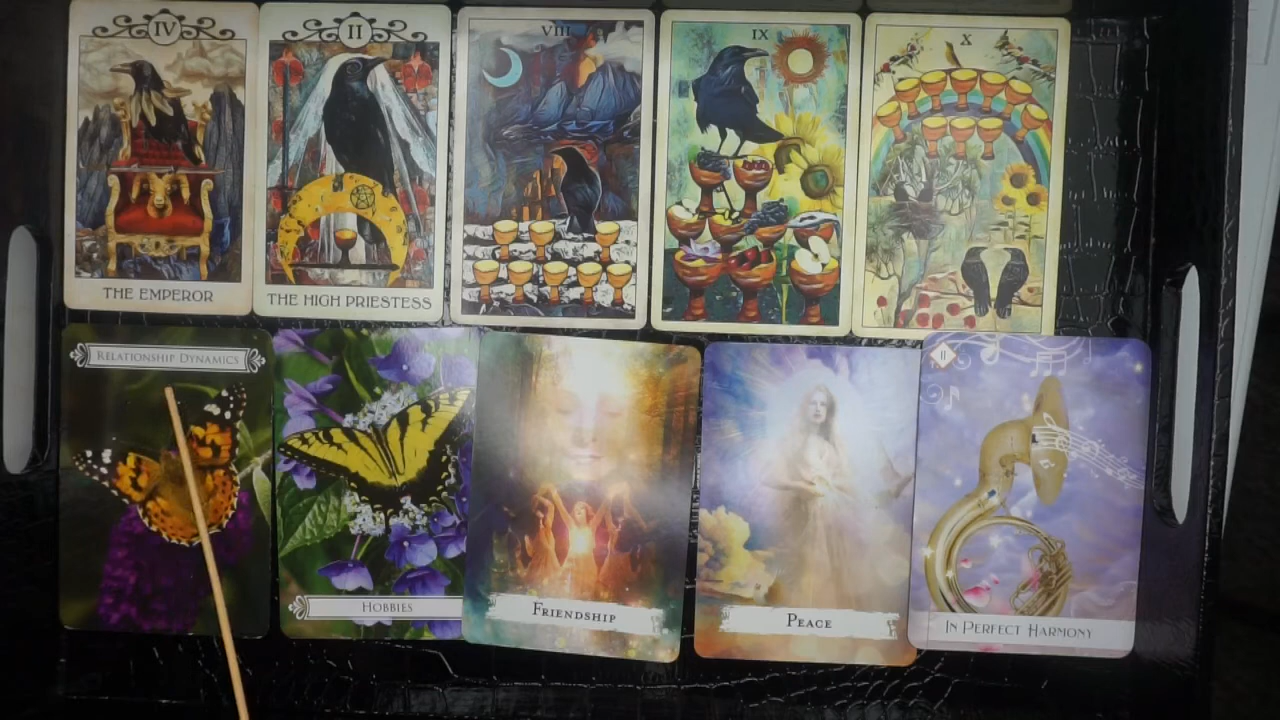 IV
THE EMPEROR
II
THE HIGH PRIESTESS
VIII
IX
X
RELATIONSHIP DYNAMICS
HOBBIES
FRIENDSHIP
PEACE
II
IN PERFECT HARMONY